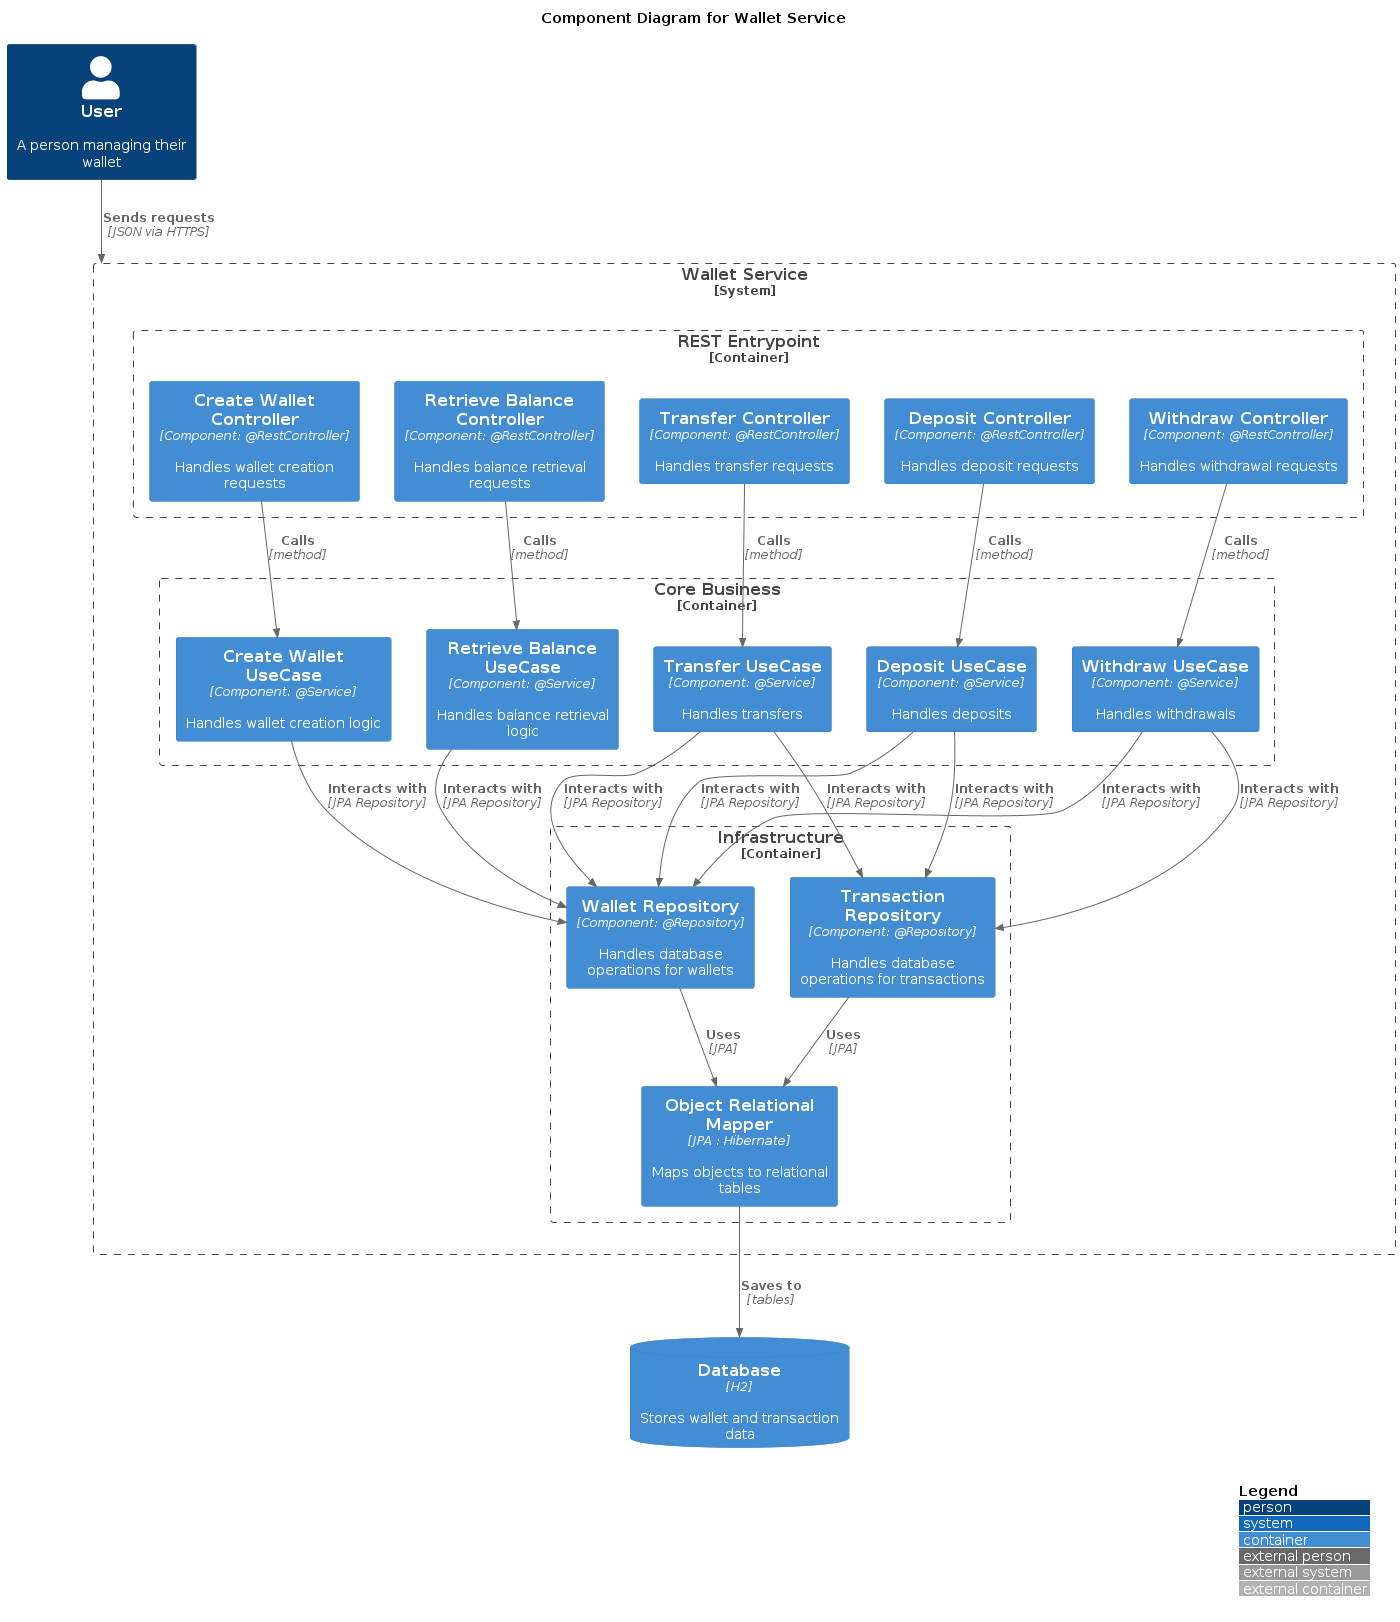 Component Diagram for Wallet Service
User
A person managing their
wallet
Sends requests
[JSON via HTTPS]
Wallet Service
[System]
REST Entrypoint
[Container]
Create Wallet
Controller
[Component: @RestController]
Handles wallet creation
requests
Retrieve Balance
Controller
[Component: @RestController]
Handles balance retrieval
requests
Transfer Controller
[Component: @RestController]
Handles transfer requests
Deposit Controller
[Component: @RestController]
Handles deposit requests
Withdraw Controller
[Component: @RestController]
Handles withdrawal requests
Calls
[method]
Calls
[method]
Calls
[method]
Calls
[method]
Calls
[method]
Core Business
[Container]
Create Wallet
UseCase
[Component: @Service]
Handles wallet creation logic
Retrieve Balance
UseCase
[Component: @Service]
Handles balance retrieval
logic
Transfer UseCase
[Component: @Service]
Handles transfers
Deposit UseCase
[Component: @Service]
Handles deposits
Withdraw UseCase
[Component: @Service]
Handles withdrawals
Interacts with
[JPA Repository]
Interacts with
[JPA Repository]
Interacts with
[JPA Repository]
Interacts with
[JPA Repository]
Interacts with
[JPA Repository]
Interacts with
[JPA Repository]
Interacts with
[JPA Repository]
Interacts with
[JPA Repository]
Infrastructure
[Container]
Wallet Repository
[Component: @Repository]
Handles database
operations for wallets
Transaction
Repository
[Component: @Repository]
Handles database
operations for transactions
Uses
[JPA]
Uses
[JPA]
Object Relational
Mapper
[JPA : Hibernate]
Maps objects to relational
tables
Saves to
[tables]
Database
[H2]
Stores wallet and transaction
data
Legend
person
system
container
external person
external system
external container